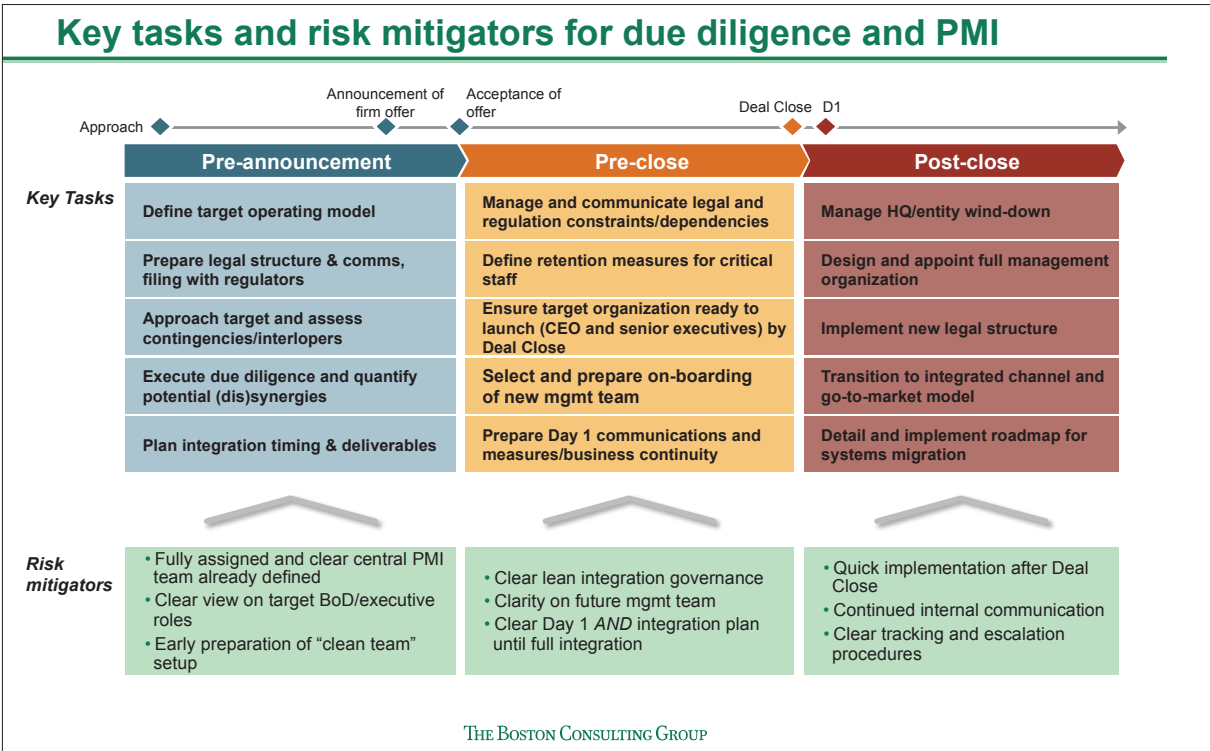 Key tasks and risk mitigators for due diligence and PMI
Announcement of
firm offer
Acceptance of
offer
Deal Close
D1
Approach
Pre-announcement
Pre-close
Post-close
Key Tasks
Define target operating model
Manage and communicate legal and
regulation constraints/dependencies
Manage HQ/entity wind-down
Prepare legal structure & comms,
filing with regulators
Define retention measures for critical
staff
Design and appoint full management
organization
Approach target and assess
contingencies/interlopers
Ensure target organization ready to
launch (CEO and senior executives) by
Deal Close
Implement new legal structure
Execute due diligence and quantify
potential (dis)synergies
Select and prepare on-boarding
of new mgmt team
Transition to integrated channel and
go-to-market model
Plan integration timing & deliverables
Prepare Day 1 communications and
measures/business continuity
Detail and implement roadmap for
systems migration
Risk
mitigators
• Fully assigned and clear central PMI
team already defined
• Clear view on target BoD/executive
roles
• Early preparation of “clean team”
setup
• Clear lean integration governance
• Clarity on future mgmt team
• Clear Day 1 AND integration plan
until full integration
• Quick implementation after Deal
Close
• Continued internal communication
• Clear tracking and escalation
procedures
THE BOSTON CONSULTING GROUP